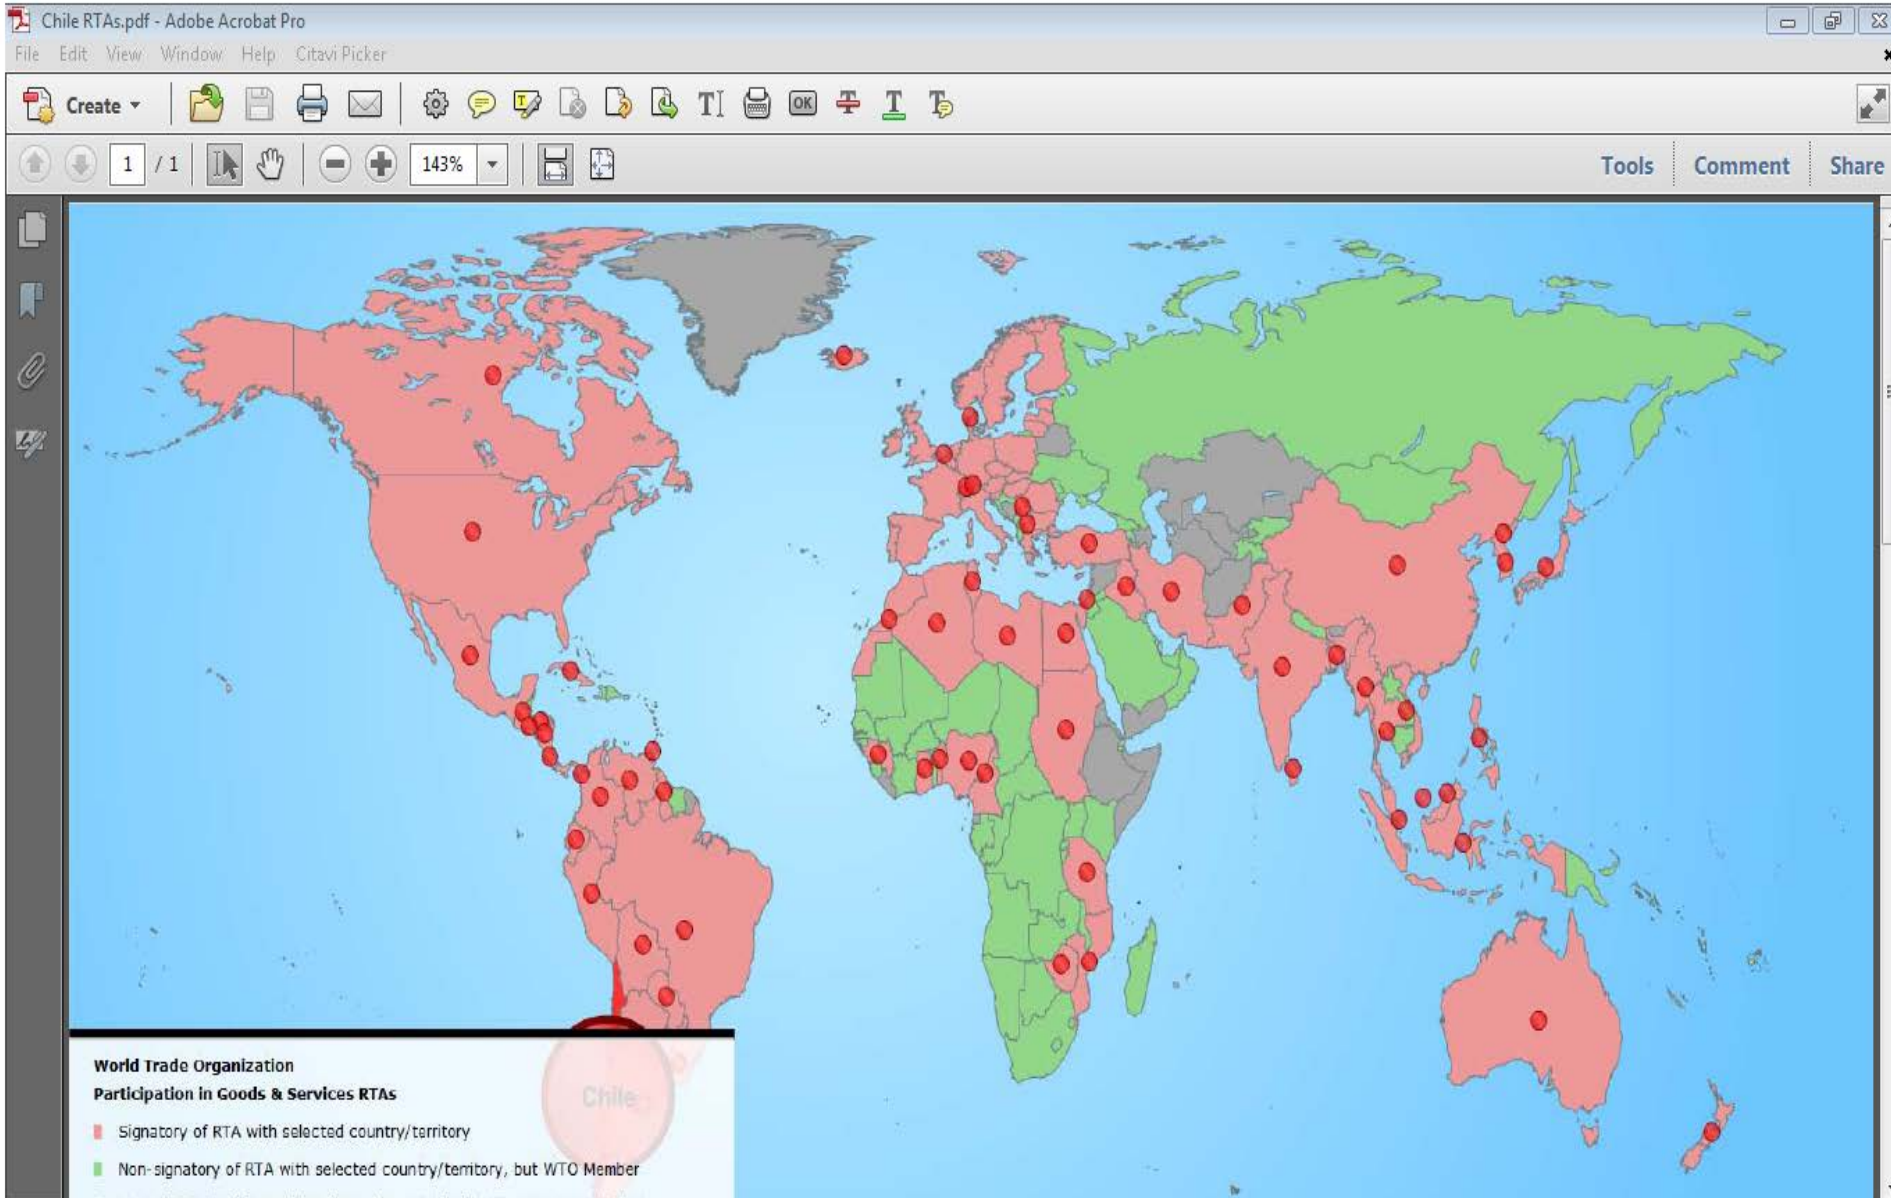 Chile RTAs.pdf - Adobe Acrobat Pro
File Edit View Window Help Citavi Picker
Create
OK
1 / 1
143%
Tools Comment Share
World Trade Organization
Participation in Goods & Services RTAs
Chile
Signatory of RTA with selected country/territory
Non-signatory of RTA with selected country/territory, but WTO Member